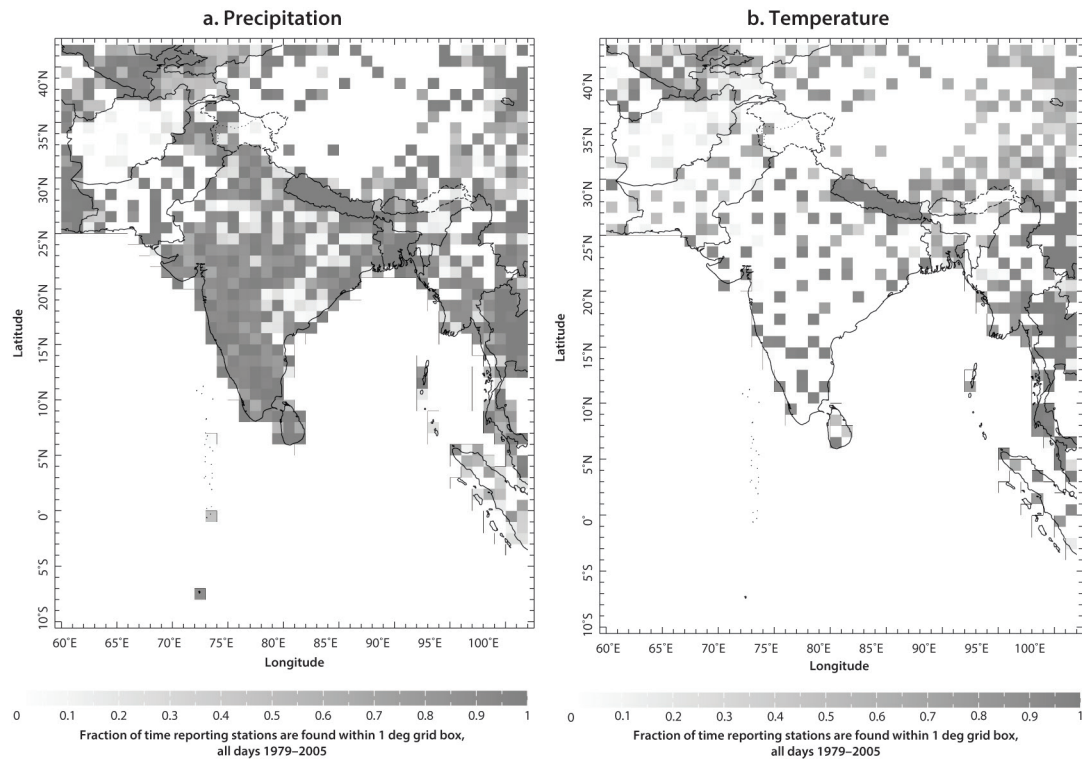 a. Precipitation
Latitude
40°N
35°N
30°N
25°N
20°N
15°N
10°N
5°N
0°
5°S
10°S
60°E 65°E 70°E 75°E 80°E 85°E 90°E 95°E 100°E
Longitude
0 0.1 0.2 0.3 0.4 0.5 0.6 0.7 0.8 0.9 1
Fraction of time reporting stations are found within 1 deg grid box,
all days 1979–2005
b. Temperature
Latitude
40°N
35°N
30°N
25°N
20°N
15°N
10°N
5°N
0°
5°S
10°S
60°E 65°E 70°E 75°E 80°E 85°E 90°E 95°E 100°E
Longitude
0 0.1 0.2 0.3 0.4 0.5 0.6 0.7 0.8 0.9 1
Fraction of time reporting stations are found within 1 deg grid box,
all days 1979–2005